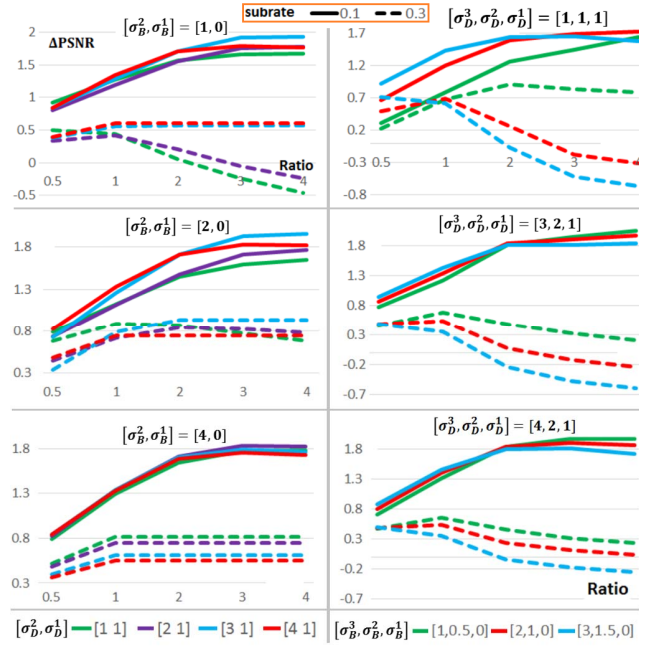 subrate 0.1 0.3
[σ_B^2, σ_B^1] = [1, 0]
ΔPSNR
2
1.5
1
0.5
0
-0.5
0.5 1 2 3 4
Ratio
[σ_D^3, σ_D^2, σ_D^1] = [1, 1, 1]
1.7
1.2
0.7
0.2
-0.3
-0.8
0.5 1 2 3 4
[σ_B^2, σ_B^1] = [2, 0]
1.8
1.3
0.8
0.3
0.5 1 2 3 4
[σ_D^3, σ_D^2, σ_D^1] = [3, 2, 1]
1.8
1.3
0.8
0.3
-0.2
-0.7
[σ_B^2, σ_B^1] = [4, 0]
1.8
1.3
0.8
0.3
0.5 1 2 3 4
[σ_D^3, σ_D^2, σ_D^1] = [4, 2, 1]
1.8
1.3
0.8
0.3
-0.2
-0.7
Ratio
[σ_D^2, σ_D^1] [1 1] [2 1] [3 1] [4 1]
[σ_B^3, σ_B^2, σ_B^1] [1,0.5,0] [2,1,0] [3,1.5,0]